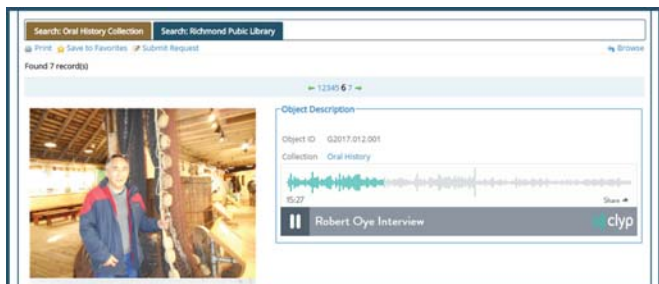 Search: Oral History Collection
Search: Richmond Pubic Library
Print Save to Favorites Submit Request
Browse
Found 7 record(s)
12345 6 7
Object Description
Object ID G2017.012.001
Collection Oral History
15:27
Share
Robert Oye Interview
clyp